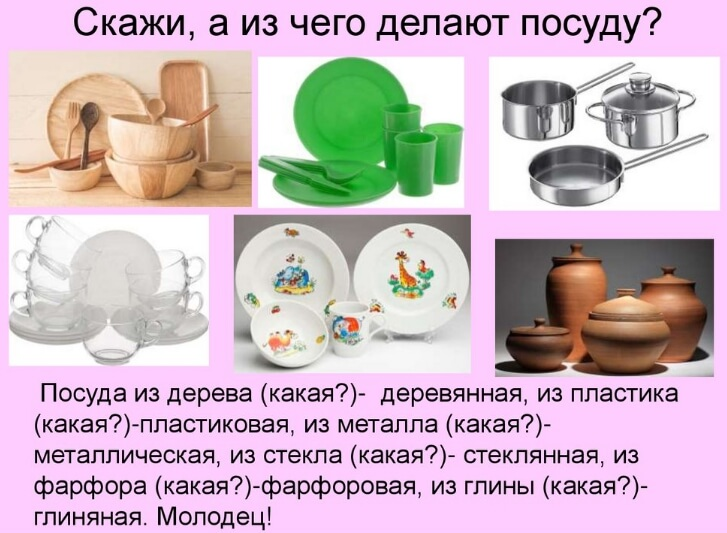 Скажи, а из чего делают посуду?
Посуда из дерева (какая?)- деревянная, из пластика
(какая?)-пластиковая, из металла (какая?)-
металлическая, из стекла (какая?)- стеклянная, из
фарфора (какая?)-фарфоровая, из глины (какая?)-
глиняная. Молодец!